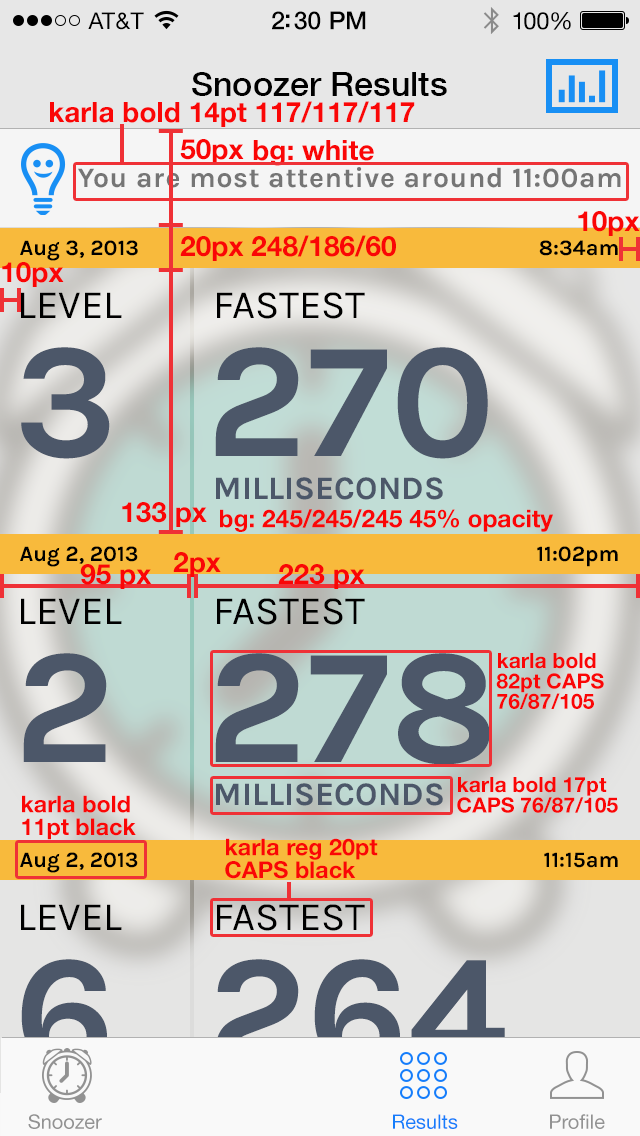 AT&T 2:30 PM 100%
Snoozer Results
karla bold 14pt 117/117/117
50px bg: white
You are most attentive around 11:00am
10px
Aug 3, 2013 20px 248/186/60 8:34am
10px
LEVEL FASTEST
3 270
MILLISECONDS
133 px bg: 245/245/245 45% opacity
Aug 2, 2013 11:02pm
95 px 2px 223 px
LEVEL FASTEST
2 278
karla bold
82pt CAPS
76/87/105
MILLISECONDS
karla bold 17pt
CAPS 76/87/105
karla bold
11pt black
karla reg 20pt
CAPS black
Aug 2, 2013 11:15am
LEVEL FASTEST
6 264
Snoozer Results Profile